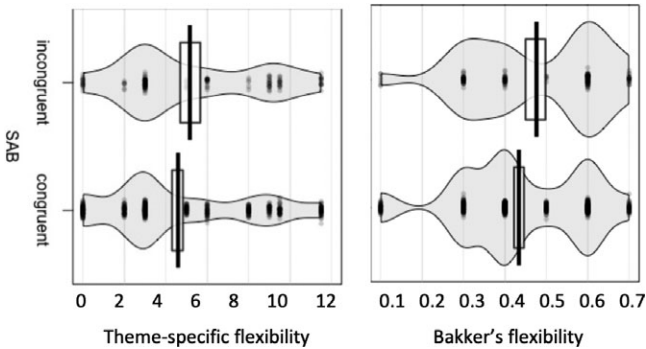 SAB
incongruent
congruent
0 2 4 6 8 10 12
0.1 0.2 0.3 0.4 0.5 0.6 0.7
Theme-specific flexibility
Bakker's flexibility